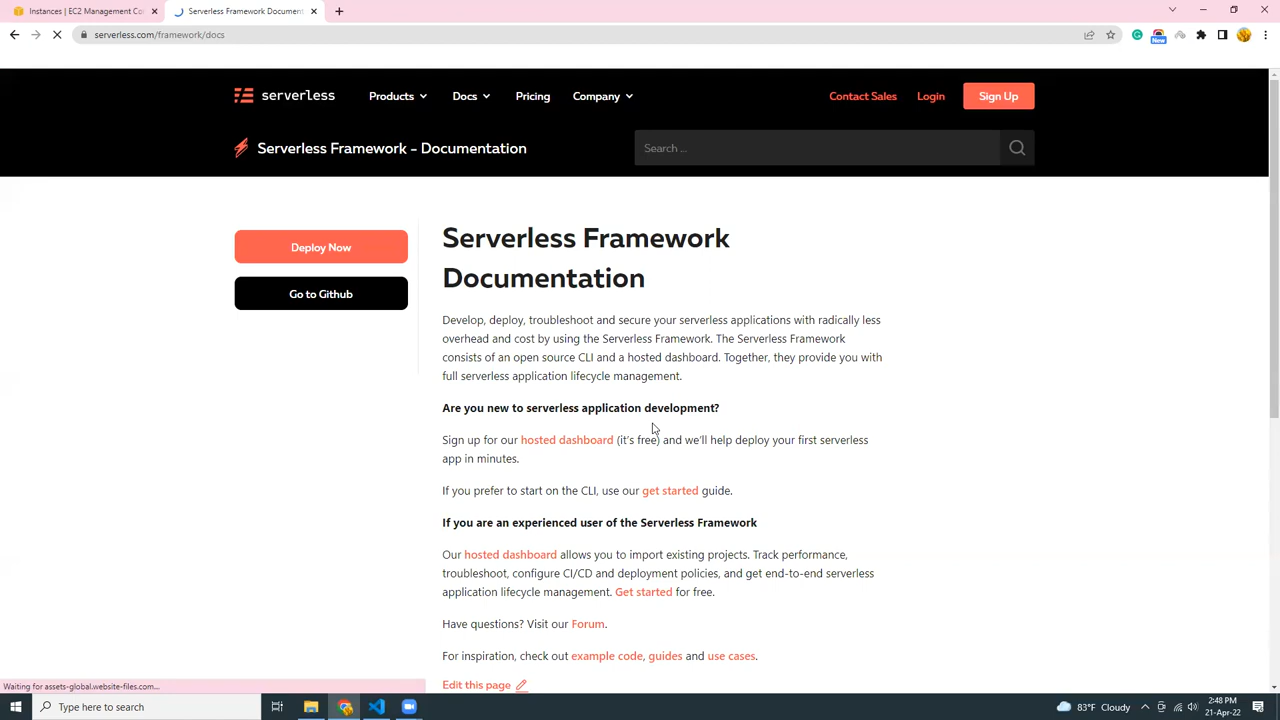 Instances | EC2 Management Co
Serverless Framework Document
serverless.com/framework/docs
New
serverless
Products
Docs
Pricing
Company
Contact Sales
Login
Sign Up
Serverless Framework - Documentation
Search ...
Deploy Now
Go to Github
Serverless Framework
Documentation
Develop, deploy, troubleshoot and secure your serverless applications with radically less
overhead and cost by using the Serverless Framework. The Serverless Framework
consists of an open source CLI and a hosted dashboard. Together, they provide you with
full serverless application lifecycle management.
Are you new to serverless application development?
Sign up for our hosted dashboard (it's free) and we'll help deploy your first serverless
app in minutes.
If you prefer to start on the CLI, use our get started guide.
If you are an experienced user of the Serverless Framework
Our hosted dashboard allows you to import existing projects. Track performance,
troubleshoot, configure CI/CD and deployment policies, and get end-to-end serverless
application lifecycle management. Get started for free.
Have questions? Visit our Forum.
For inspiration, check out example code, guides and use cases.
Edit this page
Waiting for assets-global.website-files.com...
Type here to search
83°F Cloudy
2:48 PM
21-Apr-22